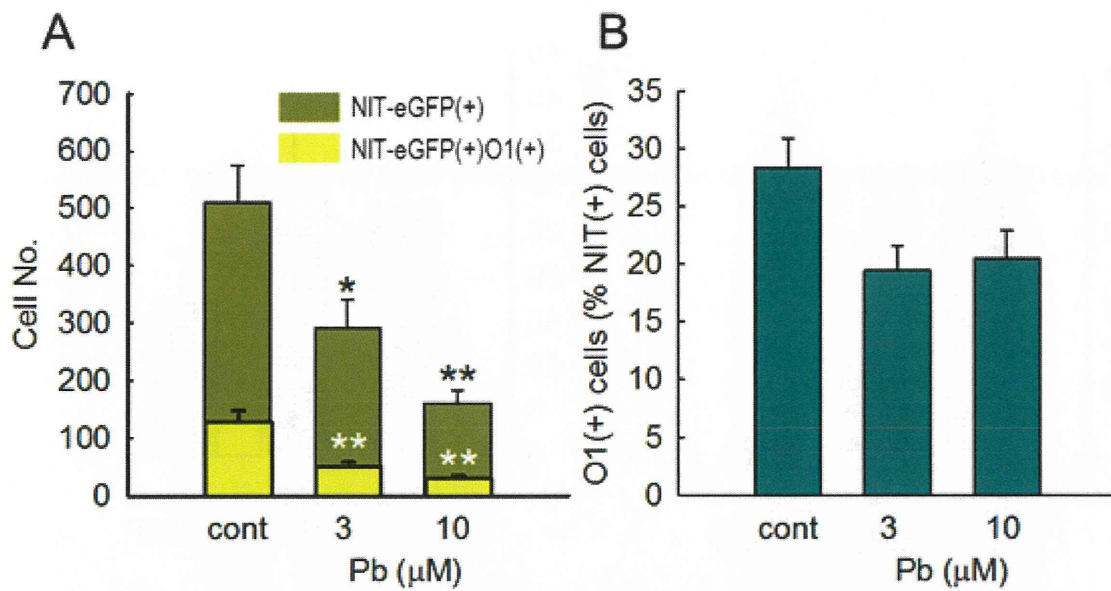 A
700
600
500
400
300
200
100
0
Cell No.
NIT-eGFP(+)
NIT-eGFP(+)O1(+)
*
**
**
**
cont 3 10
Pb (µM)
B
35
30
25
20
15
10
5
0
O1(+) cells (% NIT(+) cells)
cont 3 10
Pb (µM)